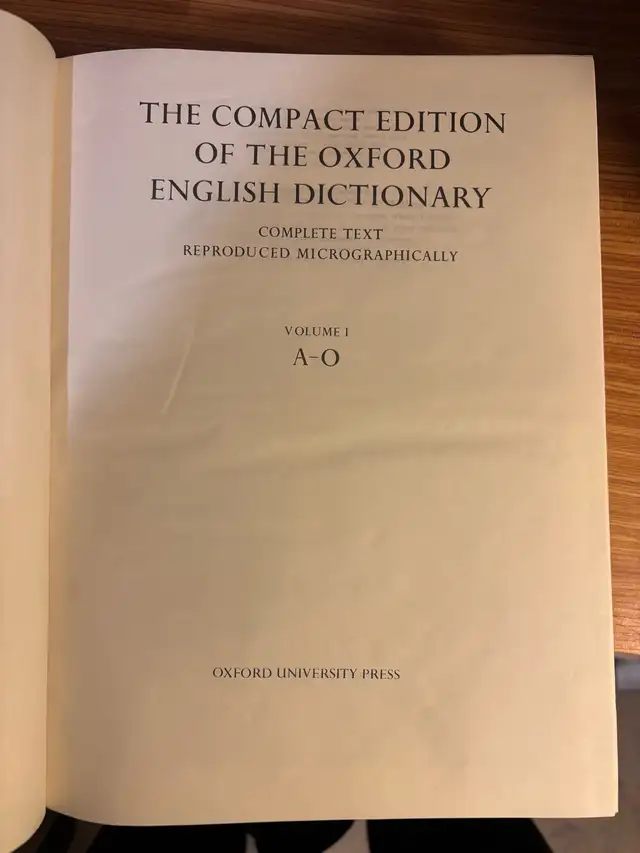 THE COMPACT EDITION
OF THE OXFORD
ENGLISH DICTIONARY
COMPLETE TEXT
REPRODUCED MICROGRAPHICALLY
VOLUME I
A–O
OXFORD UNIVERSITY PRESS